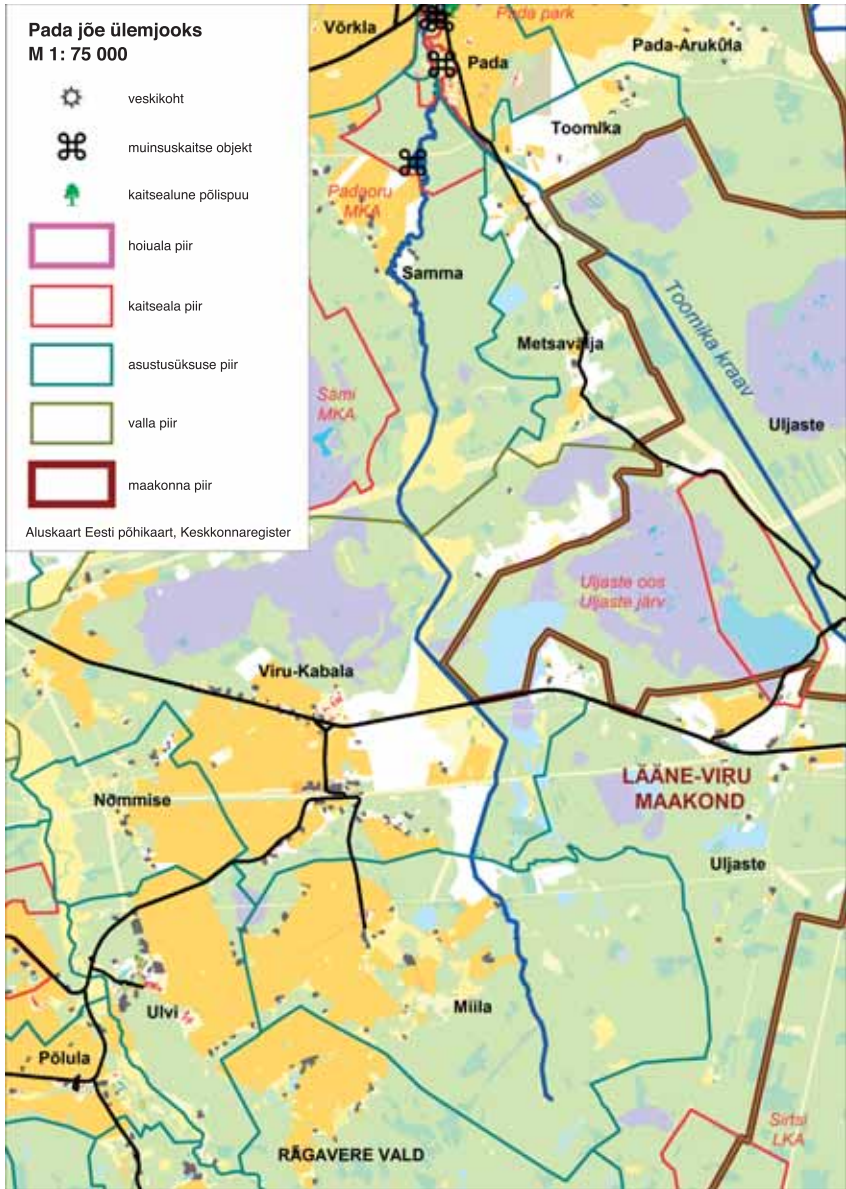 Pada jõe ülemjooks
M 1: 75 000
veskikoht
muinsuskaitse objekt
kaitsealune põlispuu
hoiuala piir
kaitseala piir
asustusüksuse piir
valla piir
maakonna piir
Aluskaart Eesti põhikaart, Keskkonnaregister
Võrkla
Pada park
Pada-Aruküla
Pada
Toomika
Padaoru
MKA
Samma
Toomika kraav
Metsavälja
Sämi
MKA
Uljaste
Uljaste oos
Uljaste järv
Viru-Kabala
LÄÄNE-VIRU
MAAKOND
Nõmmise
Uljaste
Ulvi
Miila
Põlula
Sirtsi
LKA
RÄGAVERE VALD